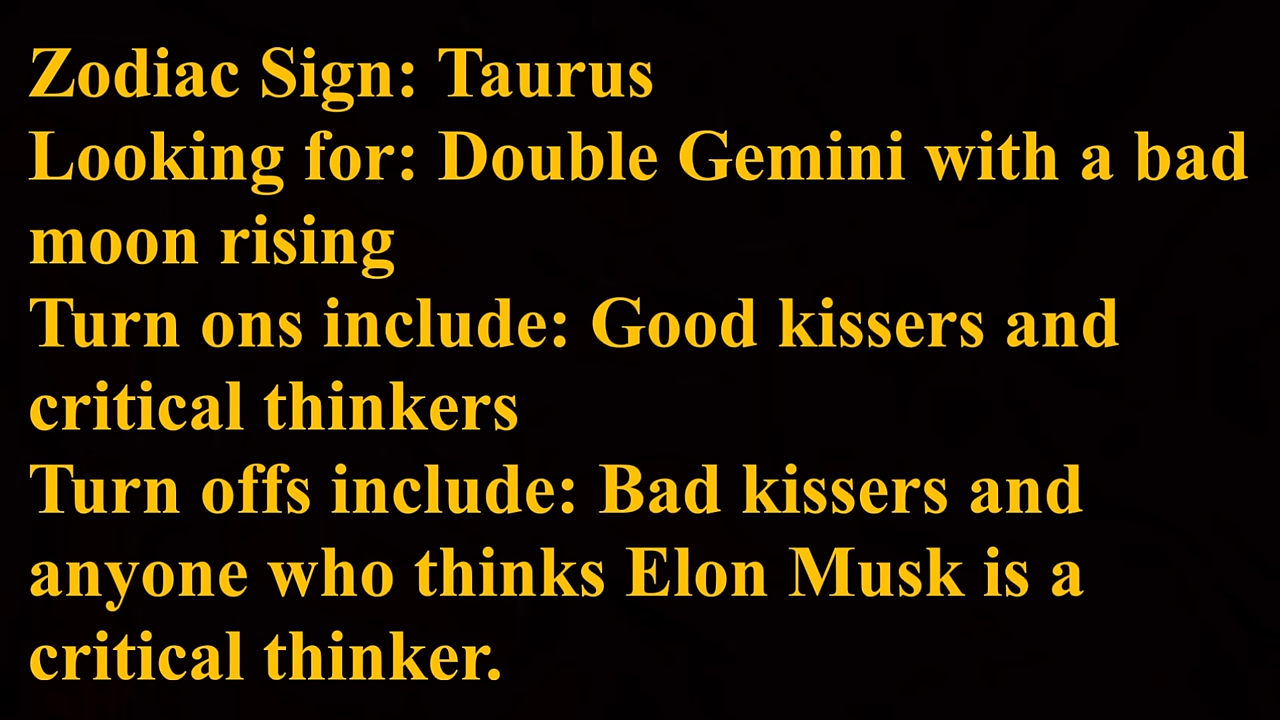 Zodiac Sign: Taurus
Looking for: Double Gemini with a bad
moon rising
Turn ons include: Good kissers and
critical thinkers
Turn offs include: Bad kissers and
anyone who thinks Elon Musk is a
critical thinker.